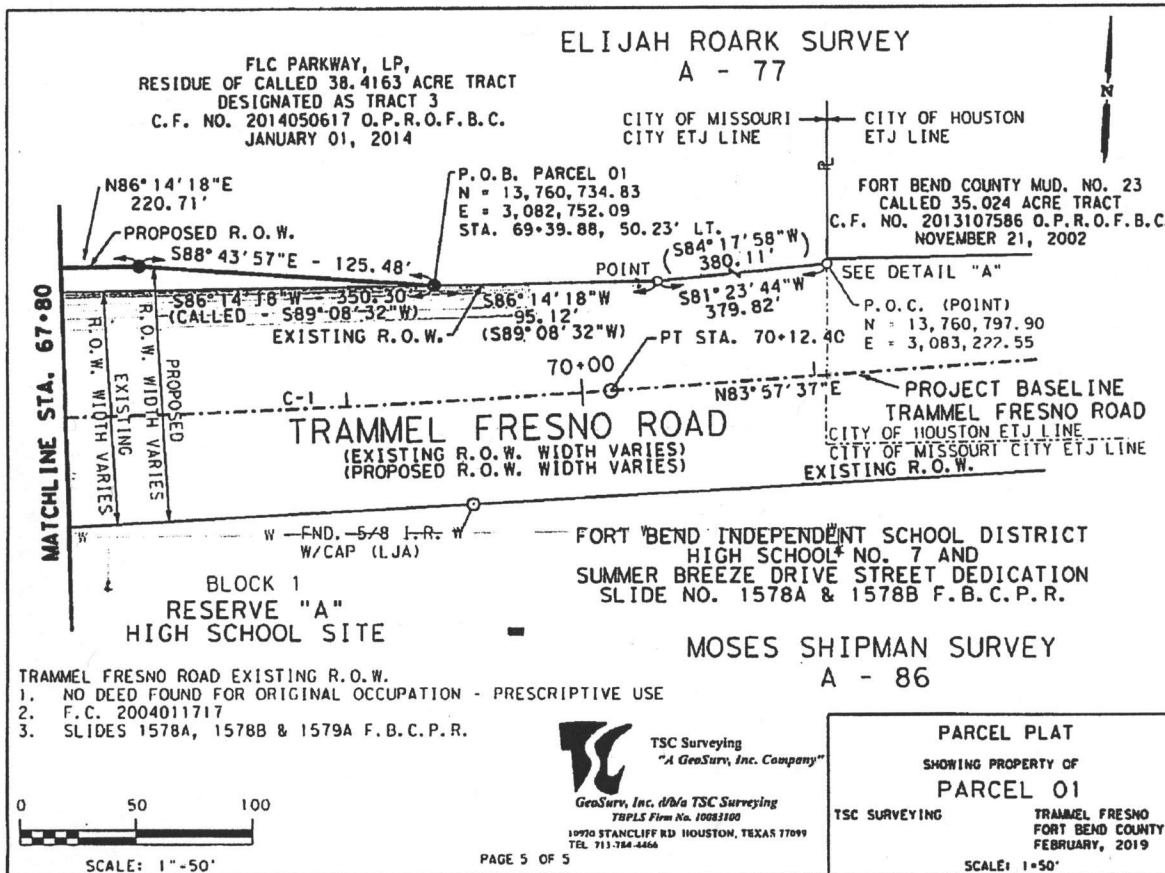 ELIJAH ROARK SURVEY
A - 77
FLC PARKWAY, LP,
RESIDUE OF CALLED 38.4163 ACRE TRACT
DESIGNATED AS TRACT 3
C.F. NO. 2014050617 O.P.R.O.F.B.C.
JANUARY 01, 2014
CITY OF MISSOURI
CITY ETJ LINE
CITY OF HOUSTON
ETJ LINE
N
N86°14'18"E
220.71'
PROPOSED R.O.W.
S88°43'57"E - 125.48'
P.O.B. PARCEL 01
N = 13,760,734.83
E = 3,082,752.09
STA. 69+39.88, 50.23' LT.
FORT BEND COUNTY MUD. NO. 23
CALLED 35.024 ACRE TRACT
C.F. NO. 2013107586 O.P.R.O.F.B.C.
NOVEMBER 21, 2002
POINT
(S84°17'58"W)
380.11'
S81°23'44"W
379.82'
SEE DETAIL "A"
P.O.C. (POINT)
N = 13,760,797.90
E = 3,083,222.55
S86°14'18"W - 350.30'
(CALLED - S89°08'32"W)
S86°14'18"W
95.12'
(S89°08'32"W)
EXISTING R.O.W.
PT STA. 70+12.40
70+00
C-1
N83°57'37"E
PROJECT BASELINE
TRAMMEL FRESNO ROAD
MATCHLINE STA. 67+80
EXISTING
R.O.W. WIDTH VARIES
PROPOSED
R.O.W. WIDTH VARIES
TRAMMEL FRESNO ROAD
(EXISTING R.O.W. WIDTH VARIES)
(PROPOSED R.O.W. WIDTH VARIES)
CITY OF HOUSTON ETJ LINE
CITY OF MISSOURI CITY ETJ LINE
EXISTING R.O.W.
W W FND. 5/8 I.R. W W W
W/CAP (LJA)
FORT BEND INDEPENDENT SCHOOL DISTRICT
HIGH SCHOOL NO. 7 AND
SUMMER BREEZE DRIVE STREET DEDICATION
SLIDE NO. 1578A & 1578B F.B.C.P.R.
BLOCK 1
RESERVE "A"
HIGH SCHOOL SITE
MOSES SHIPMAN SURVEY
A - 86
TRAMMEL FRESNO ROAD EXISTING R.O.W.
1. NO DEED FOUND FOR ORIGINAL OCCUPATION - PRESCRIPTIVE USE
2. F.C. 2004011717
3. SLIDES 1578A, 1578B & 1579A F.B.C.P.R.
0 50 100
SCALE: 1"-50'
TSC
TSC Surveying
"A GeoSurv, Inc. Company"
GeoSurv, Inc. d/b/a TSC Surveying
TBPLS Firm No. 10083100
10970 STANCLIFF RD HOUSTON, TEXAS 77099
TEL 713-784-4466
PAGE 5 OF 5
PARCEL PLAT
SHOWING PROPERTY OF
PARCEL 01
TSC SURVEYING
TRAMMEL FRESNO
FORT BEND COUNTY
FEBRUARY, 2019
SCALE: 1=50'